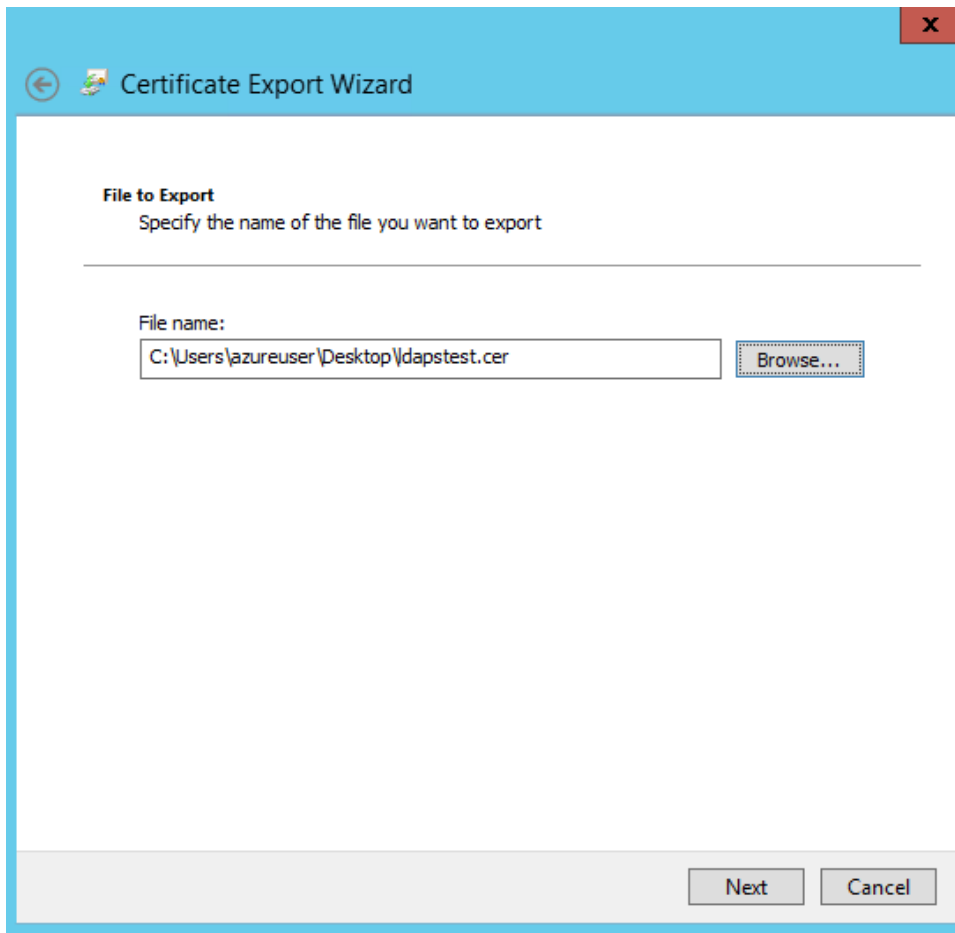 x
Certificate Export Wizard
File to Export
Specify the name of the file you want to export
File name:
C:\Users\azureuser\Desktop\ldapstest.cer
Browse...
Next
Cancel